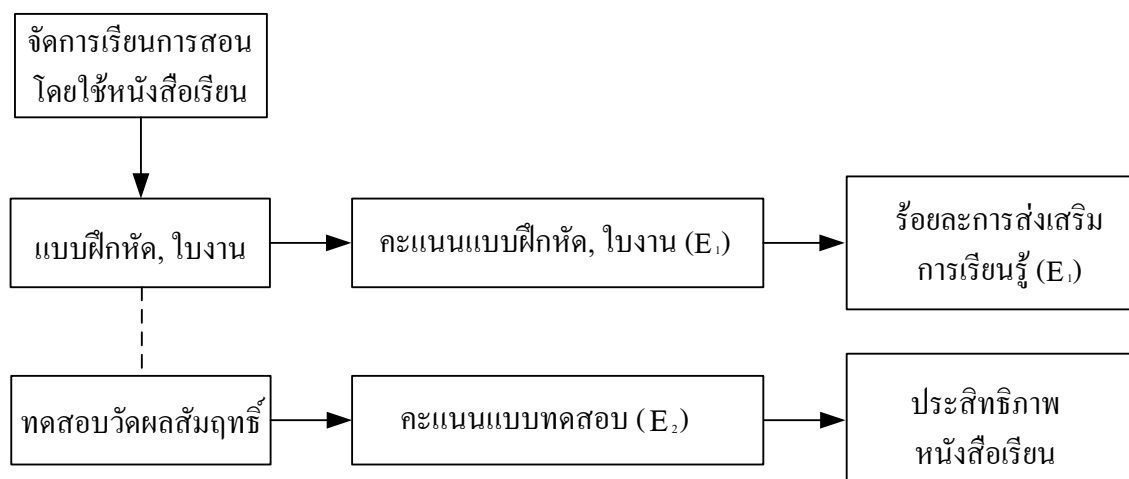 จัดการเรียนการสอน
โดยใช้หนังสือเรียน
แบบฝึกหัด, ใบงาน
คะแนนแบบฝึกหัด, ใบงาน (E₁)
ร้อยละการส่งเสริม
การเรียนรู้ (E₁)
ทดสอบวัดผลสัมฤทธิ์
คะแนนแบบทดสอบ (E₂)
ประสิทธิภาพ
หนังสือเรียน